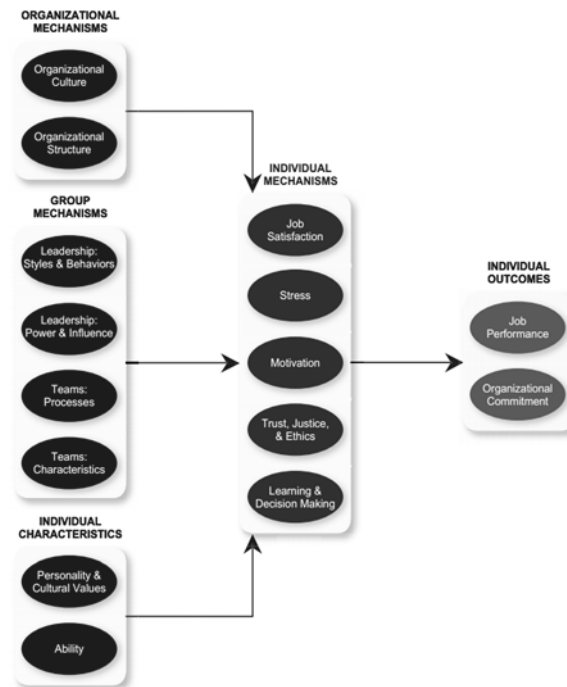 ORGANIZATIONAL
MECHANISMS
Organizational
Culture
Organizational
Structure
GROUP
MECHANISMS
Leadership:
Styles & Behaviors
Leadership:
Power & Influence
Teams:
Processes
Teams:
Characteristics
INDIVIDUAL
CHARACTERISTICS
Personality &
Cultural Values
Ability
INDIVIDUAL
MECHANISMS
Job
Satisfaction
Stress
Motivation
Trust, Justice,
& Ethics
Learning &
Decision Making
INDIVIDUAL
OUTCOMES
Job
Performance
Organizational
Commitment